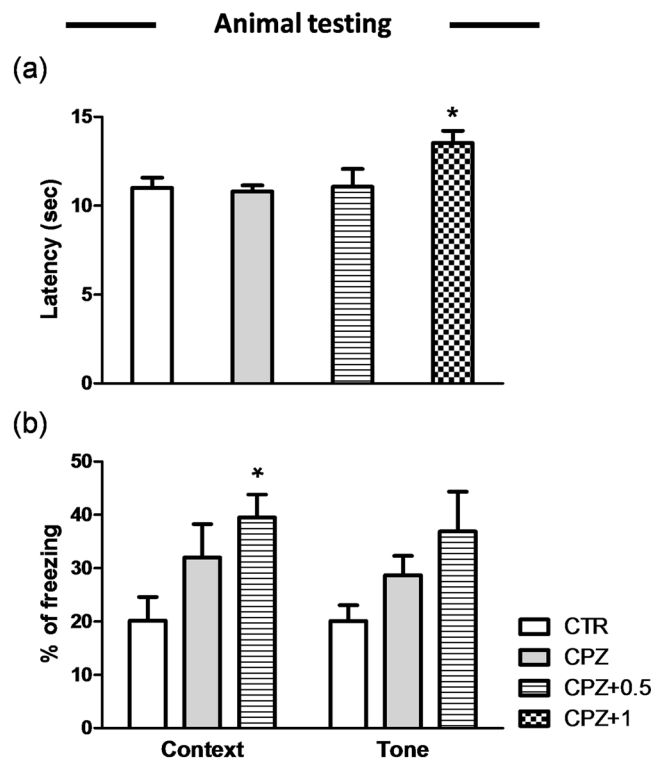 Animal testing
(a)
Latency (sec)
15
10
5
0
*
(b)
% of freezing
50
40
30
20
10
0
*
Context Tone
CTR
CPZ
CPZ+0.5
CPZ+1